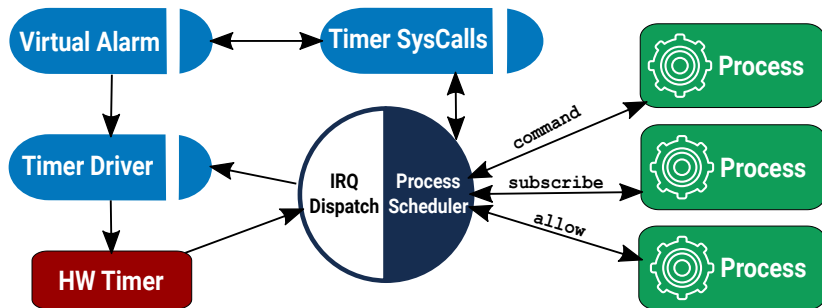 Virtual Alarm
Timer SysCalls
Process
command
Timer Driver
IRQ
Dispatch
Process
Scheduler
subscribe
Process
allow
HW Timer
Process